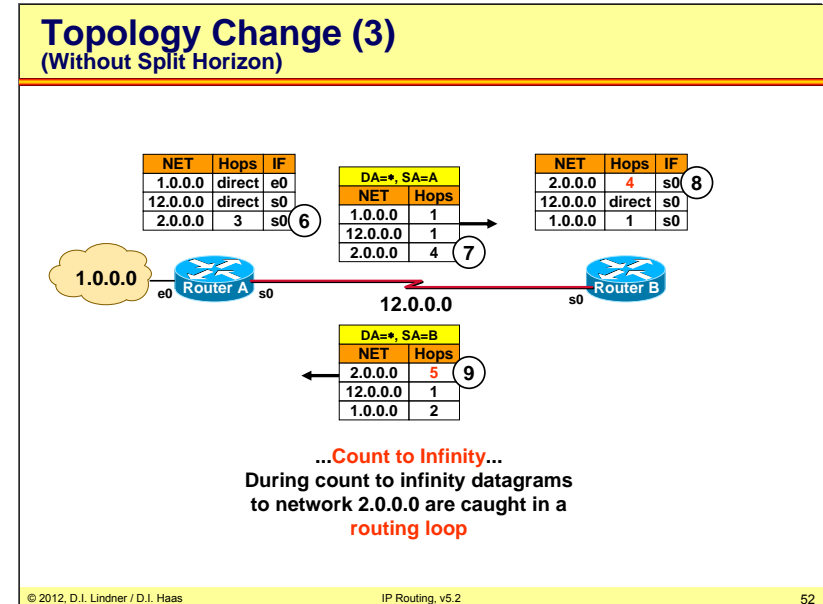 Topology Change (3)
(Without Split Horizon)
NET Hops IF
1.0.0.0 direct e0
12.0.0.0 direct s0
2.0.0.0 3 s0
6
DA=*, SA=A
NET Hops
1.0.0.0 1
12.0.0.0 1
2.0.0.0 4
7
NET Hops IF
2.0.0.0 4 s0
12.0.0.0 direct s0
1.0.0.0 1 s0
8
1.0.0.0
e0
Router A
s0
12.0.0.0
s0
Router B
DA=*, SA=B
NET Hops
2.0.0.0 5
12.0.0.0 1
1.0.0.0 2
9
...Count to Infinity...
During count to infinity datagrams
to network 2.0.0.0 are caught in a
routing loop
© 2012, D.I. Lindner / D.I. Haas IP Routing, v5.2 52